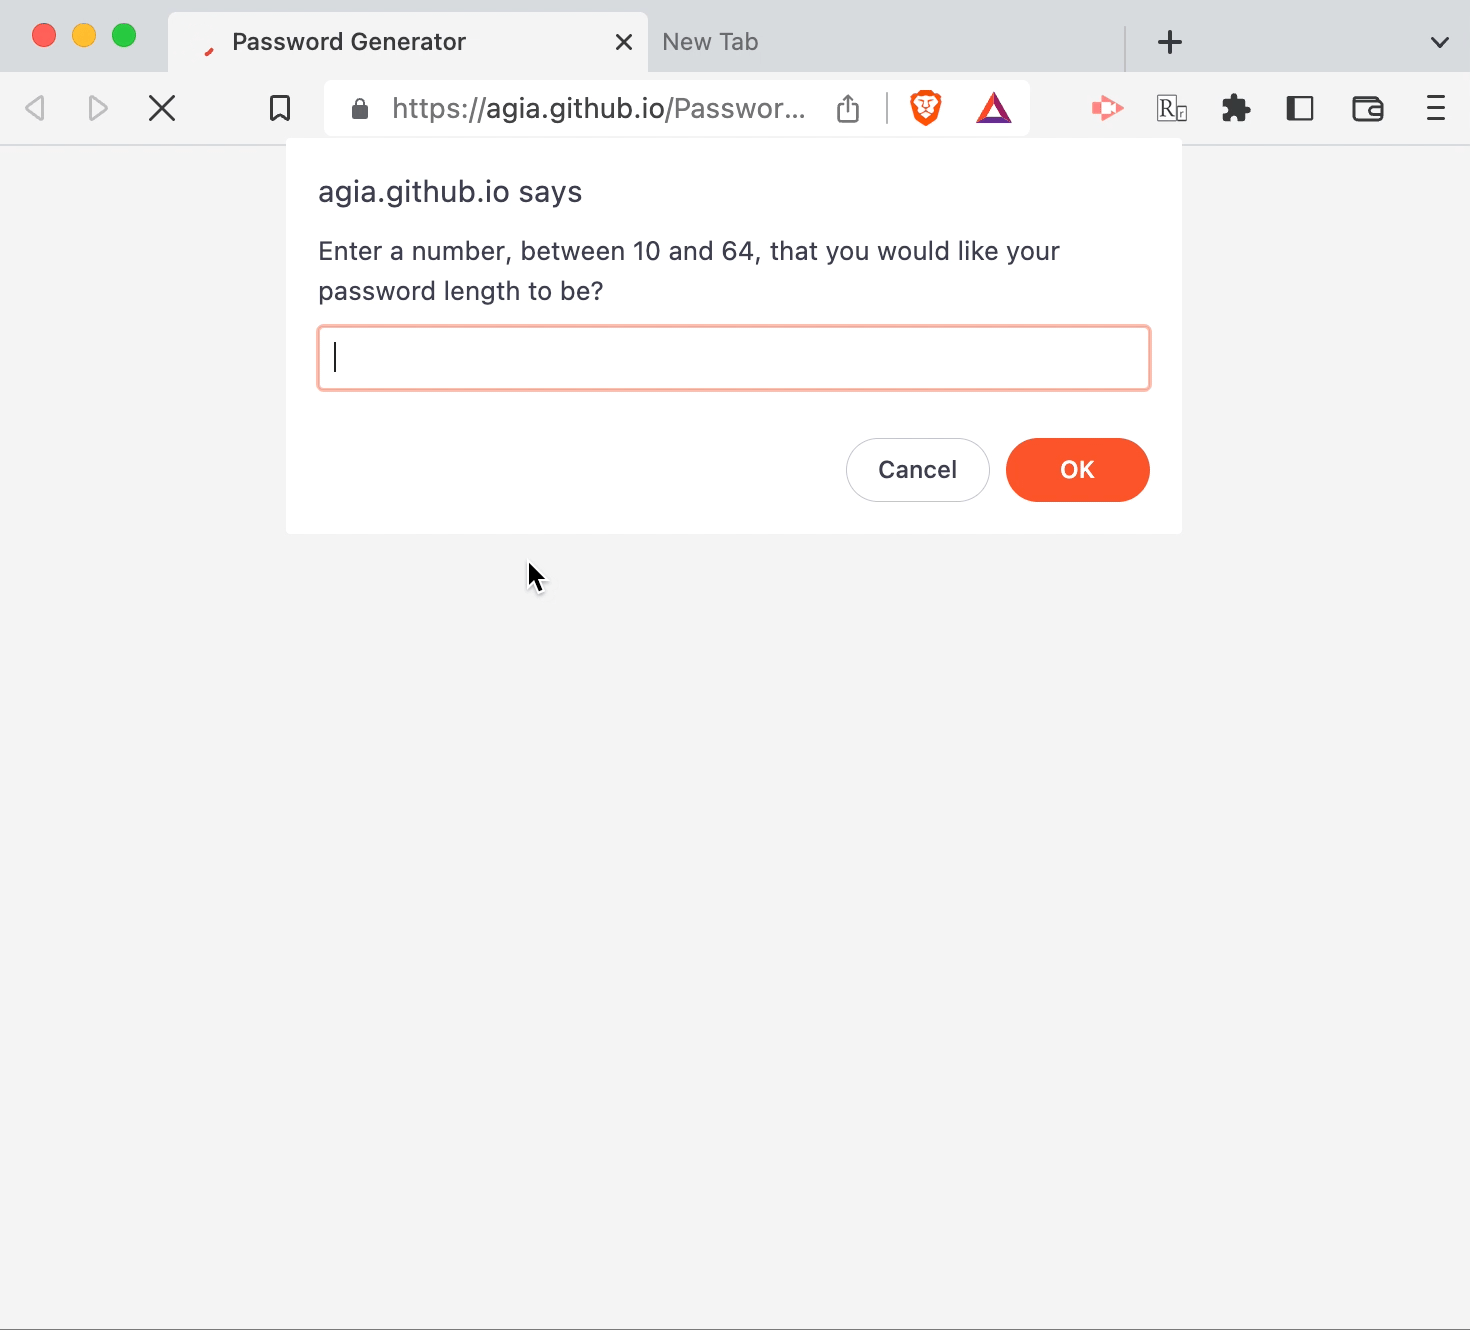 Password Generator
New Tab
https://agia.github.io/Passwor...
Rr
agia.github.io says
Enter a number, between 10 and 64, that you would like your
password length to be?
Cancel
OK